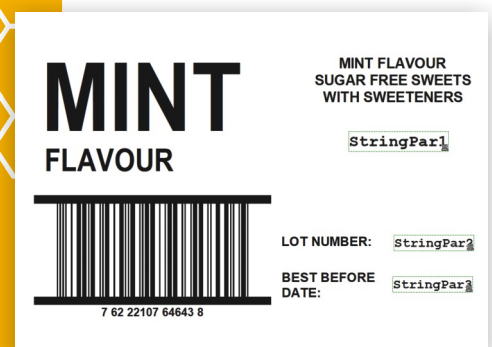 MINT
FLAVOUR
MINT FLAVOUR
SUGAR FREE SWEETS
WITH SWEETENERS
StringPar1
7 62 22107 64643 8
LOT NUMBER:
StringPar2
BEST BEFORE
DATE:
StringPar3